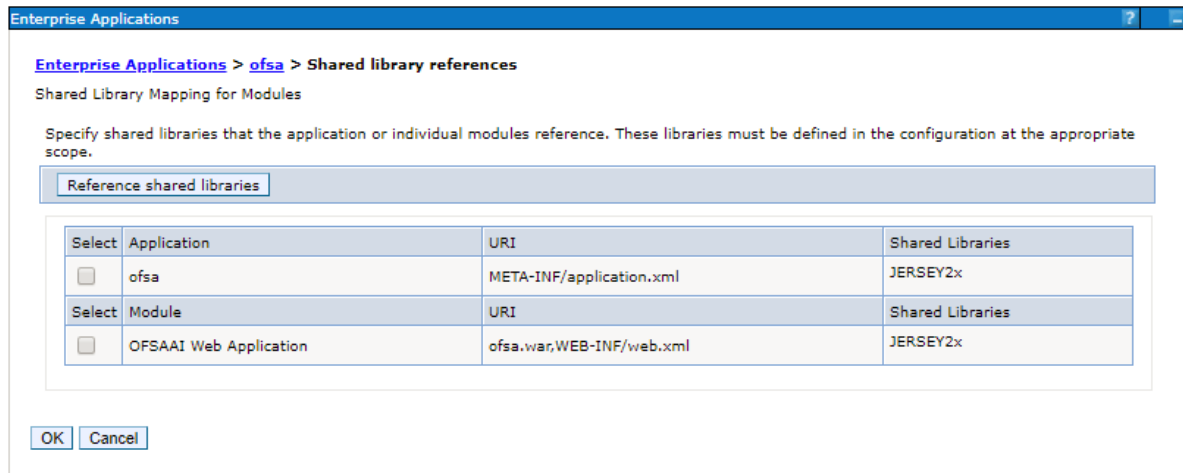 Enterprise Applications ? –
Enterprise Applications > ofsa > Shared library references
Shared Library Mapping for Modules
Specify shared libraries that the application or individual modules reference. These libraries must be defined in the configuration at the appropriate
scope.
Reference shared libraries
Select Application URI Shared Libraries
ofsa META-INF/application.xml JERSEY2x
Select Module URI Shared Libraries
OFSAAI Web Application ofsa.war,WEB-INF/web.xml JERSEY2x
OK Cancel